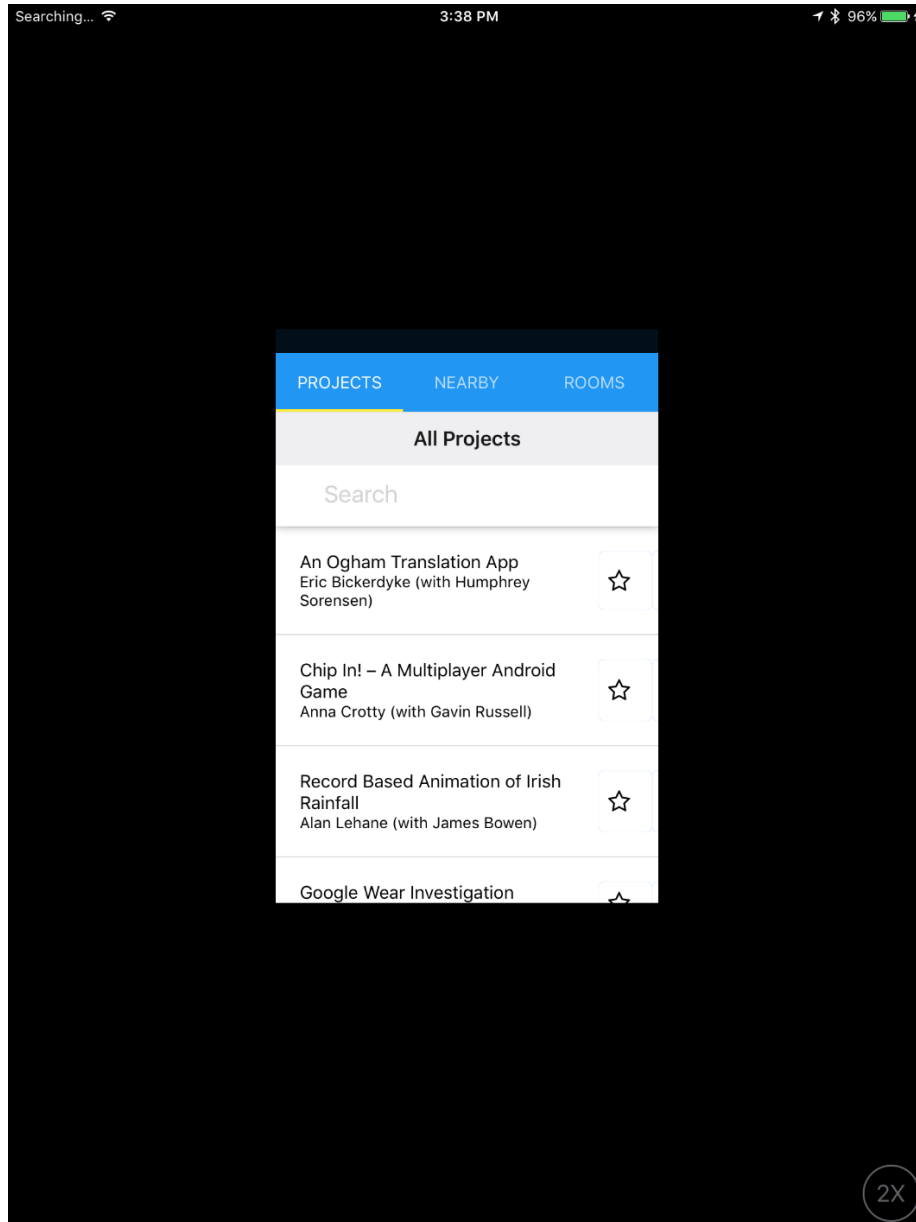 Searching... 3:38 PM 96%
PROJECTS NEARBY ROOMS
All Projects
Search
An Ogham Translation App
Eric Bickerdyke (with Humphrey
Sorensen)
Chip In! – A Multiplayer Android
Game
Anna Crotty (with Gavin Russell)
Record Based Animation of Irish
Rainfall
Alan Lehane (with James Bowen)
Google Wear Investigation
2X